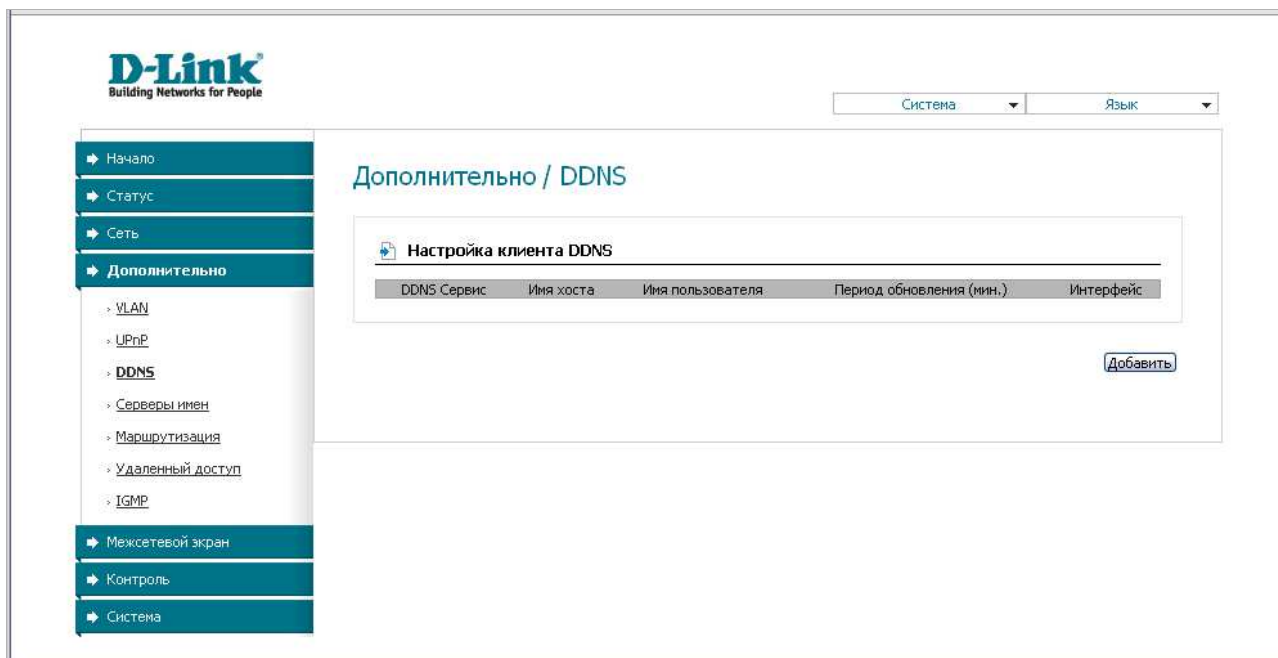 D-Link
Building Networks for People
Система Язык
Начало
Статус
Сеть
Дополнительно
VLAN
UPnP
DDNS
Серверы имен
Маршрутизация
Удаленный доступ
IGMP
Межсетевой экран
Контроль
Система
Дополнительно / DDNS
Настройка клиента DDNS
DDNS Сервис Имя хоста Имя пользователя Период обновления (мин.) Интерфейс
Добавить